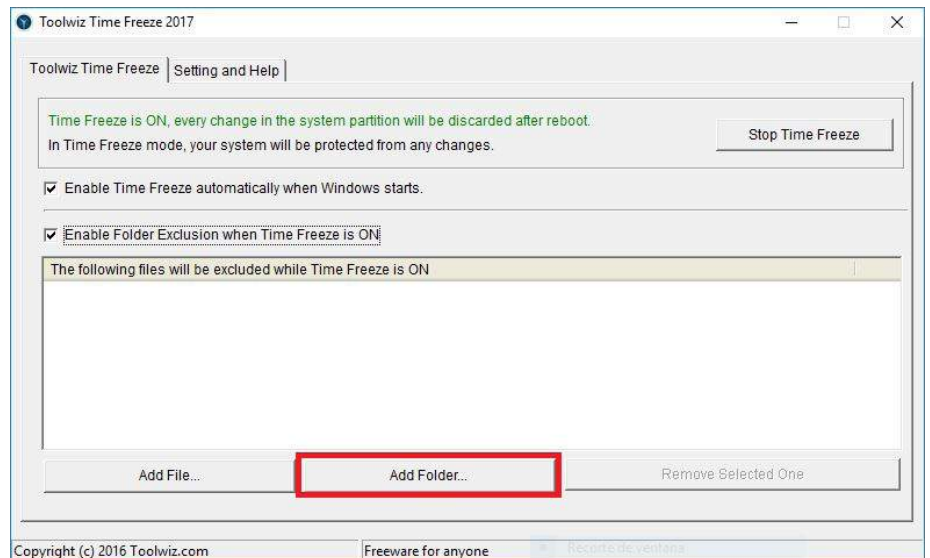 Toolwiz Time Freeze 2017
Toolwiz Time Freeze
Setting and Help
Time Freeze is ON, every change in the system partition will be discarded after reboot.
In Time Freeze mode, your system will be protected from any changes.
Stop Time Freeze
Enable Time Freeze automatically when Windows starts.
Enable Folder Exclusion when Time Freeze is ON
The following files will be excluded while Time Freeze is ON
Add File...
Add Folder...
Remove Selected One
Copyright (c) 2016 Toolwiz.com
Freeware for anyone
Recorte de ventana